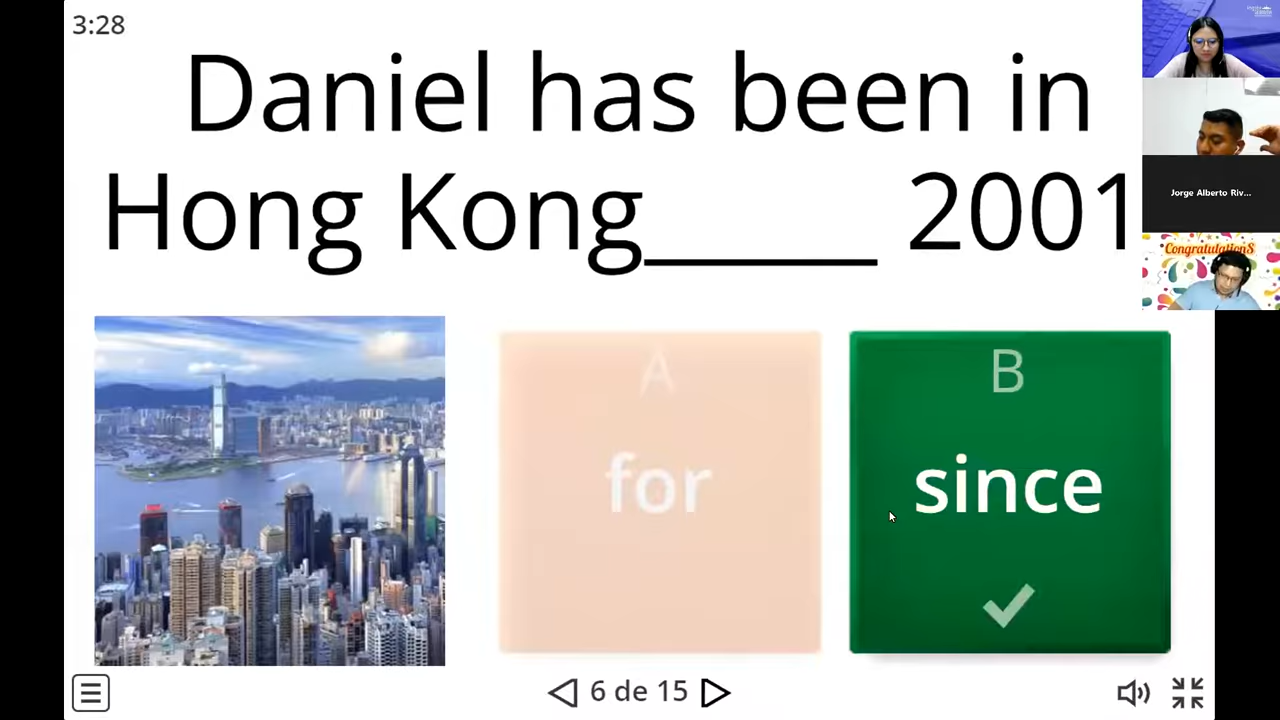 3:28
Daniel has been in
Hong Kong______ 2001
A
for
B
since
6 de 15
Jorge Alberto Riv...
CongratulationS